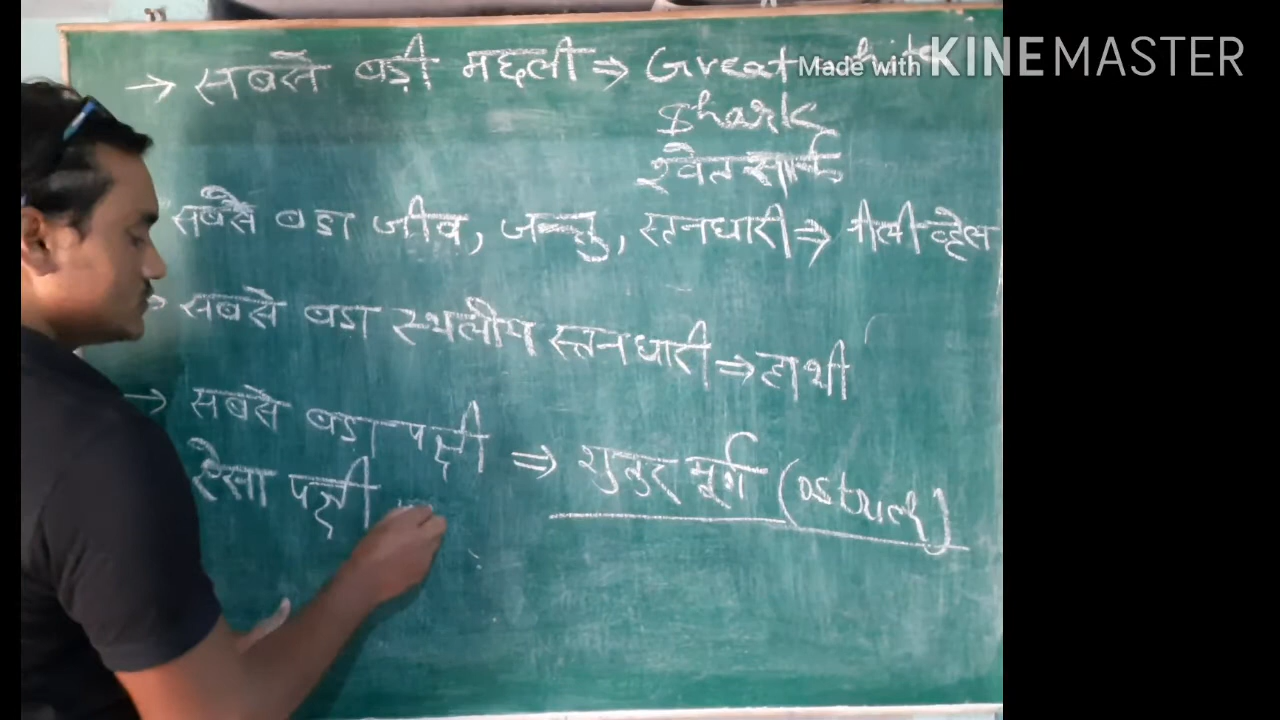 → सबसे बड़ी मछली ⇒ Great white
Made with KINEMASTER
Shark
श्वेत सार्क
सबसे बडा जीव, जन्तु, स्तनधारी ⇒ नीली व्हेल
→ सबसे बडा स्थलीय स्तनधारी ⇒ हाथी
→ सबसे बडा पक्षी ⇒ शुतुर मूर्ग (ostrich)
ऐसा पक्षी